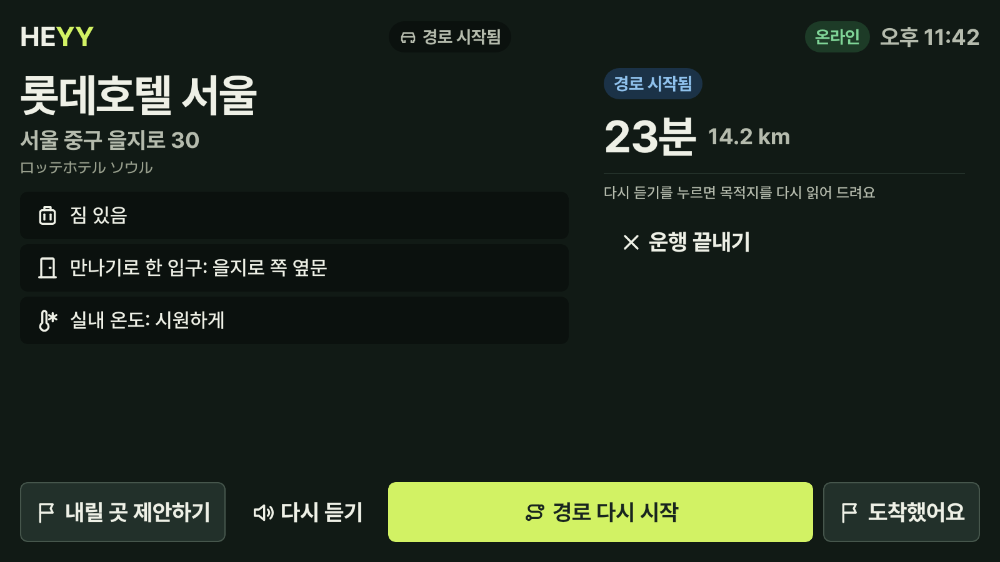 HEYY
경로 시작됨
온라인
오후 11:42
롯데호텔 서울
서울 중구 을지로 30
ロッテホテル ソウル
짐 있음
만나기로 한 입구: 을지로 쪽 옆문
실내 온도: 시원하게
경로 시작됨
23분 14.2 km
다시 듣기를 누르면 목적지를 다시 읽어 드려요
운행 끝내기
내릴 곳 제안하기
다시 듣기
경로 다시 시작
도착했어요